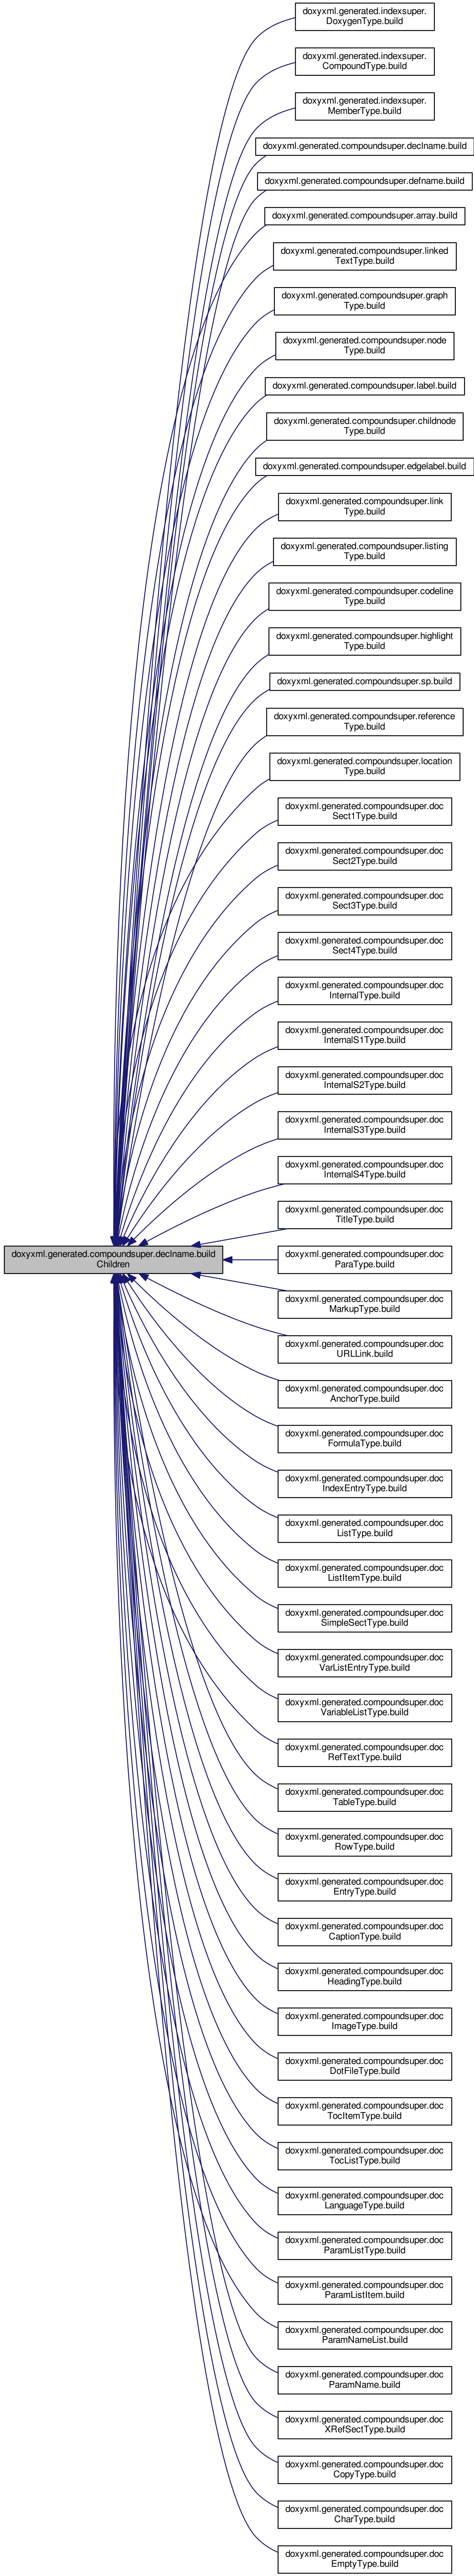 doxyxml.generated.indexsuper.
DoxygenType.build
doxyxml.generated.indexsuper.
CompoundType.build
doxyxml.generated.indexsuper.
MemberType.build
doxyxml.generated.compoundsuper.declname.build
doxyxml.generated.compoundsuper.defname.build
doxyxml.generated.compoundsuper.array.build
doxyxml.generated.compoundsuper.linked
TextType.build
doxyxml.generated.compoundsuper.graph
Type.build
doxyxml.generated.compoundsuper.node
Type.build
doxyxml.generated.compoundsuper.label.build
doxyxml.generated.compoundsuper.childnode
Type.build
doxyxml.generated.compoundsuper.edgelabel.build
doxyxml.generated.compoundsuper.link
Type.build
doxyxml.generated.compoundsuper.listing
Type.build
doxyxml.generated.compoundsuper.codeline
Type.build
doxyxml.generated.compoundsuper.highlight
Type.build
doxyxml.generated.compoundsuper.sp.build
doxyxml.generated.compoundsuper.reference
Type.build
doxyxml.generated.compoundsuper.location
Type.build
doxyxml.generated.compoundsuper.doc
Sect1Type.build
doxyxml.generated.compoundsuper.doc
Sect2Type.build
doxyxml.generated.compoundsuper.doc
Sect3Type.build
doxyxml.generated.compoundsuper.doc
Sect4Type.build
doxyxml.generated.compoundsuper.doc
InternalType.build
doxyxml.generated.compoundsuper.doc
InternalS1Type.build
doxyxml.generated.compoundsuper.doc
InternalS2Type.build
doxyxml.generated.compoundsuper.doc
InternalS3Type.build
doxyxml.generated.compoundsuper.doc
InternalS4Type.build
doxyxml.generated.compoundsuper.doc
TitleType.build
doxyxml.generated.compoundsuper.declname.build
Children
doxyxml.generated.compoundsuper.doc
ParaType.build
doxyxml.generated.compoundsuper.doc
MarkupType.build
doxyxml.generated.compoundsuper.doc
URLLink.build
doxyxml.generated.compoundsuper.doc
AnchorType.build
doxyxml.generated.compoundsuper.doc
FormulaType.build
doxyxml.generated.compoundsuper.doc
IndexEntryType.build
doxyxml.generated.compoundsuper.doc
ListType.build
doxyxml.generated.compoundsuper.doc
ListItemType.build
doxyxml.generated.compoundsuper.doc
SimpleSectType.build
doxyxml.generated.compoundsuper.doc
VarListEntryType.build
doxyxml.generated.compoundsuper.doc
VariableListType.build
doxyxml.generated.compoundsuper.doc
RefTextType.build
doxyxml.generated.compoundsuper.doc
TableType.build
doxyxml.generated.compoundsuper.doc
RowType.build
doxyxml.generated.compoundsuper.doc
EntryType.build
doxyxml.generated.compoundsuper.doc
CaptionType.build
doxyxml.generated.compoundsuper.doc
HeadingType.build
doxyxml.generated.compoundsuper.doc
ImageType.build
doxyxml.generated.compoundsuper.doc
DotFileType.build
doxyxml.generated.compoundsuper.doc
TocItemType.build
doxyxml.generated.compoundsuper.doc
TocListType.build
doxyxml.generated.compoundsuper.doc
LanguageType.build
doxyxml.generated.compoundsuper.doc
ParamListType.build
doxyxml.generated.compoundsuper.doc
ParamListItem.build
doxyxml.generated.compoundsuper.doc
ParamNameList.build
doxyxml.generated.compoundsuper.doc
ParamName.build
doxyxml.generated.compoundsuper.doc
XRefSectType.build
doxyxml.generated.compoundsuper.doc
CopyType.build
doxyxml.generated.compoundsuper.doc
CharType.build
doxyxml.generated.compoundsuper.doc
EmptyType.build